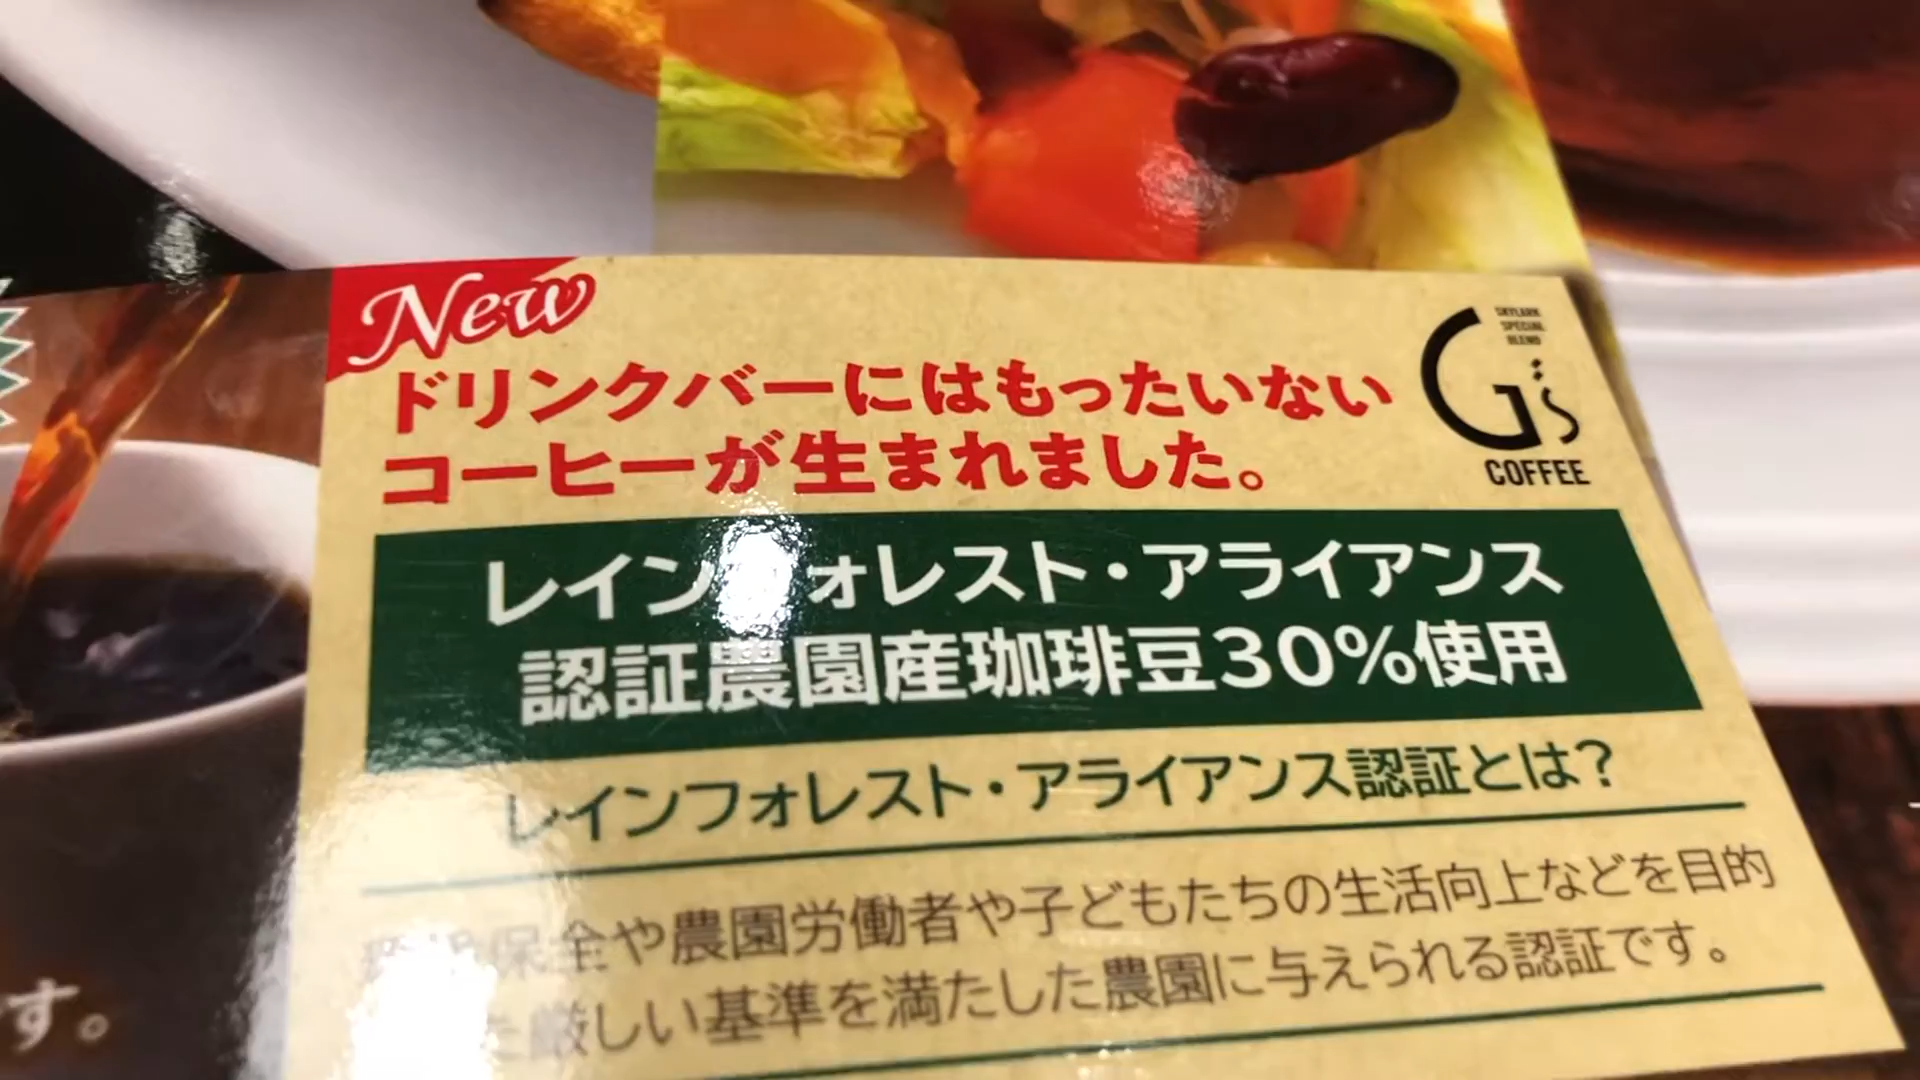 New
ドリンクバーにはもったいない
コーヒーが生まれました。
SKYLARK
SPECIAL
BLEND
G's
COFFEE
レインフォレスト・アライアンス
認証農園産珈琲豆30%使用
レインフォレスト・アライアンス認証とは?
保全や農園労働者や子どもたちの生活向上などを目的
厳しい基準を満たした農園に与えられる認証です。
す。